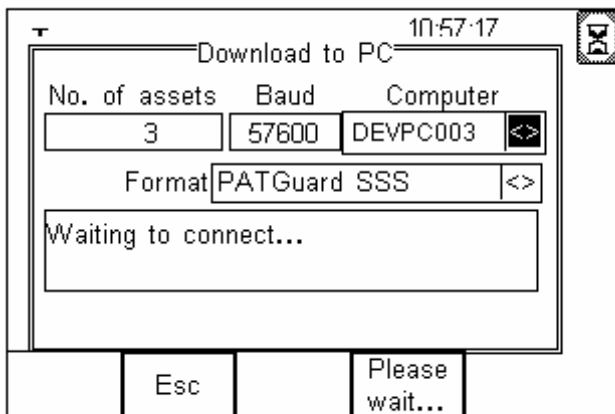 10:57:17
Download to PC
No. of assets Baud Computer
3 57600 DEVPC003 <>
Format PATGuard SSS <>
Waiting to connect...
Esc
Please
wait...